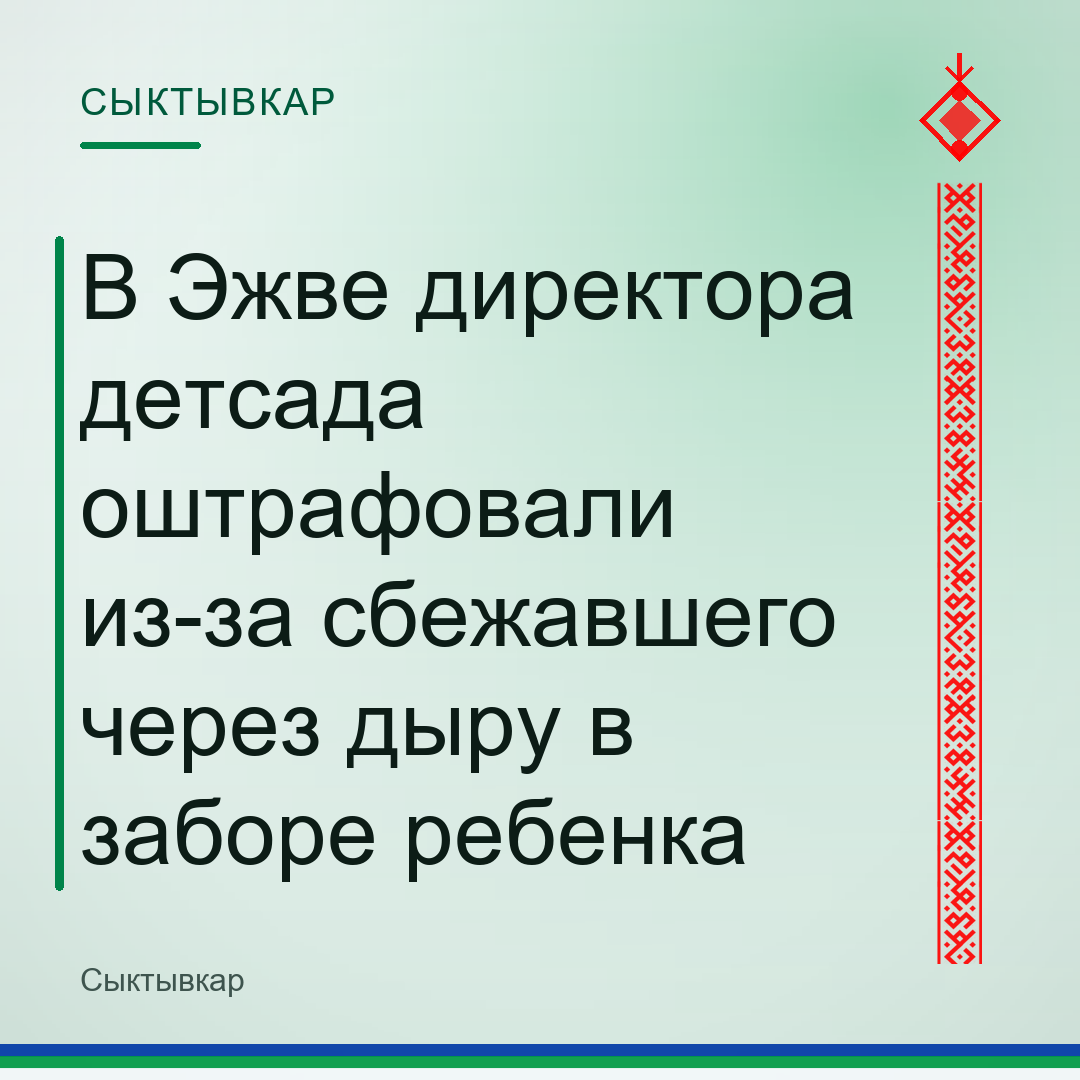 СЫКТЫВКАР
В Эжве директора
детсада
оштрафовали
из-за сбежавшего
через дыру в
заборе ребенка
Сыктывкар